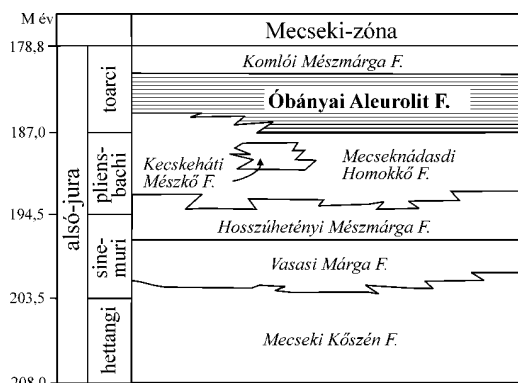 M év
Mecseki-zóna
178,8
Komlói Mészmárga F.
toarci
Óbányai Aleurolit F.
187,0
alsó-jura
pliens-
bachi
Kecskeháti
Mészkő F.
Mecseknádasdi
Homokkő F.
194,5
Hosszúhetényi Mészmárga F.
sine-
muri
Vasasi Márga F.
203,5
hettangi
Mecseki Kőszén F.
208,0